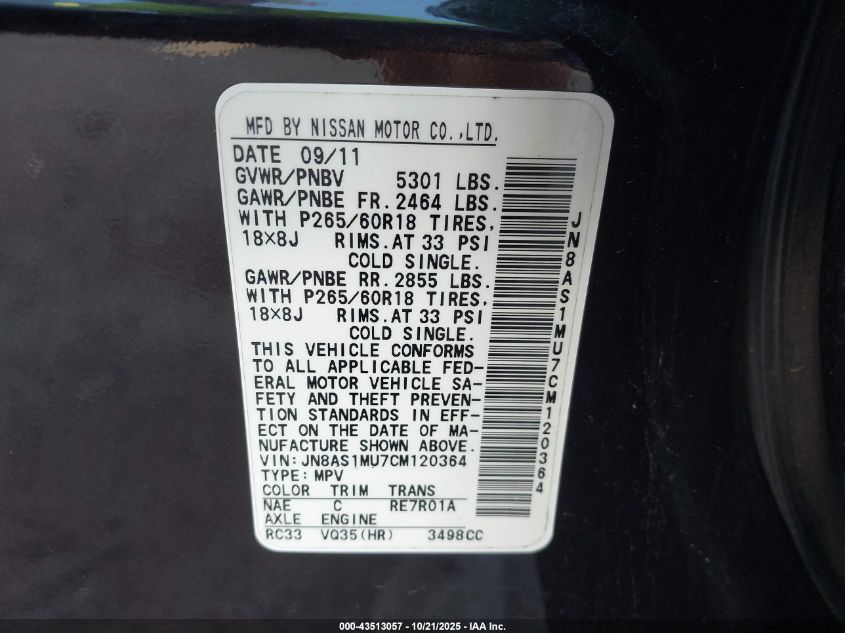 MFD BY NISSAN MOTOR CO.,LTD.
DATE 09/11
GVWR/PNBV 5301 LBS.
GAWR/PNBE FR. 2464 LBS.
WITH P265/60R18 TIRES,
18×8J RIMS.AT 33 PSI
COLD SINGLE.
GAWR/PNBE RR. 2855 LBS.
WITH P265/60R18 TIRES,
18×8J RIMS.AT 33 PSI
COLD SINGLE.
THIS VEHICLE CONFORMS
TO ALL APPLICABLE FED-
ERAL MOTOR VEHICLE SA-
FETY AND THEFT PREVEN-
TION STANDARDS IN EFF-
ECT ON THE DATE OF MA-
NUFACTURE SHOWN ABOVE.
VIN: JN8AS1MU7CM120364
TYPE: MPV
COLOR TRIM TRANS
NAE C RE7R01A
AXLE ENGINE
RC33 VQ35(HR) 3498CC
JN8AS1MU7CM120364
000-43513057 - 10/21/2025 - IAA Inc.